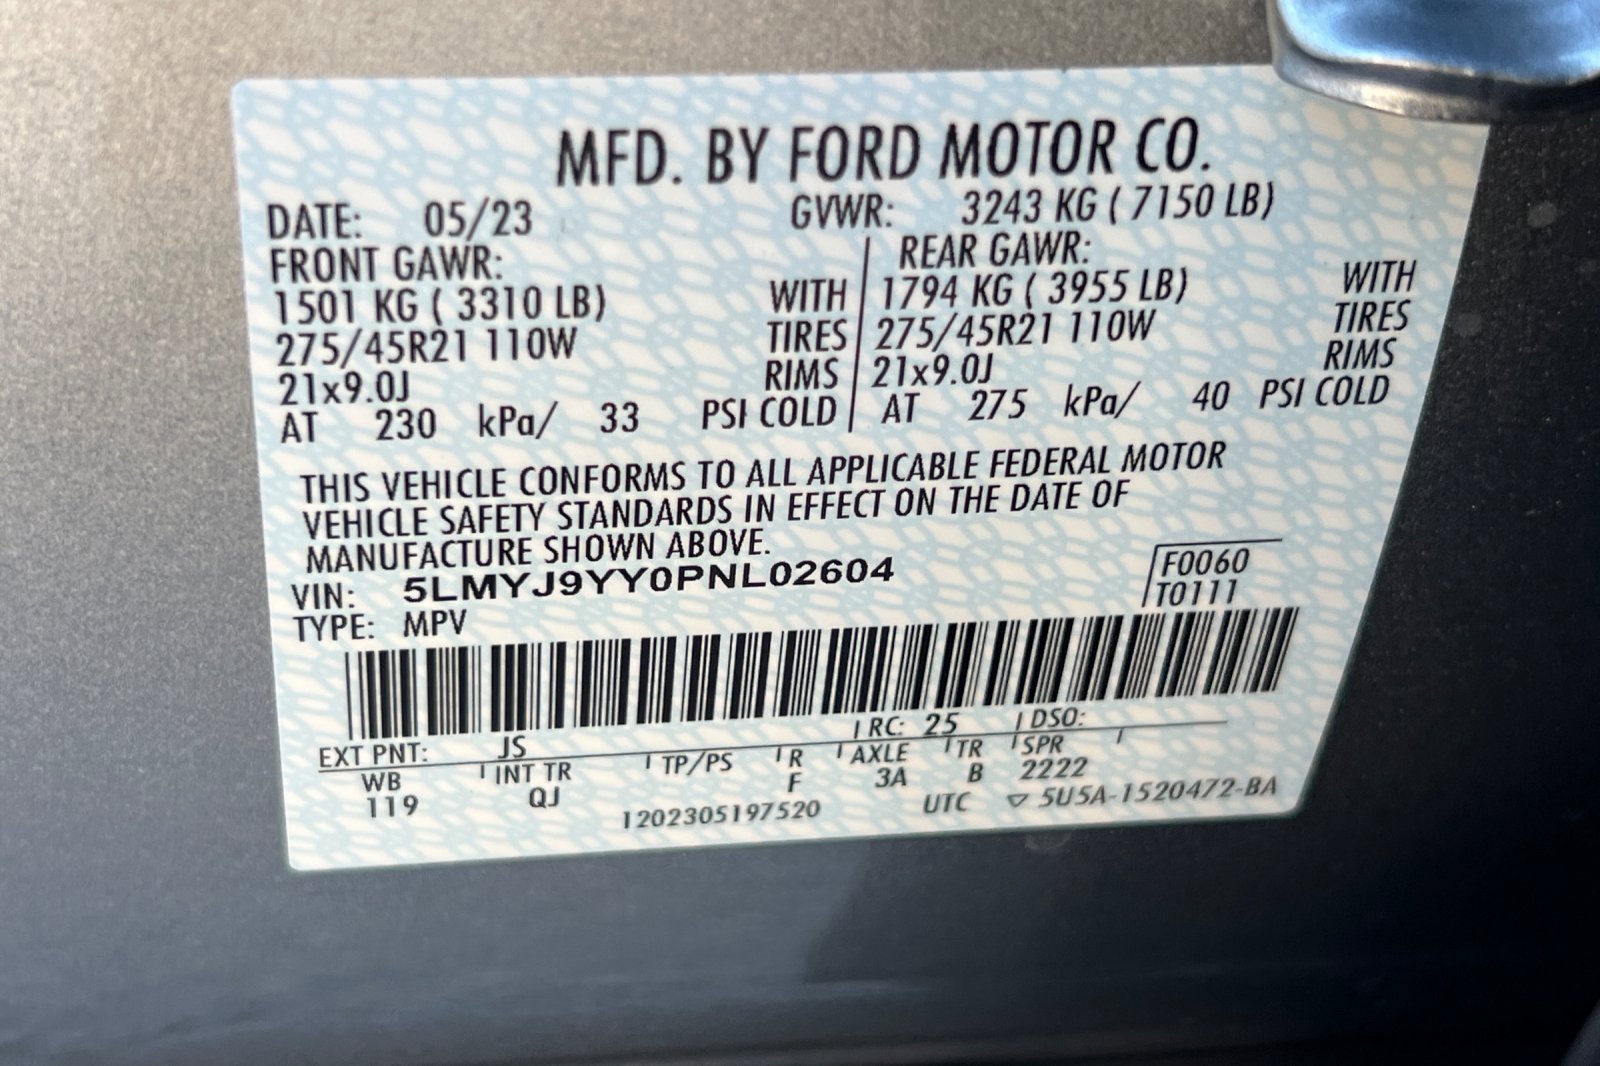 MFD. BY FORD MOTOR CO.
DATE: 05/23 GVWR: 3243 KG ( 7150 LB)
FRONT GAWR: REAR GAWR:
1501 KG ( 3310 LB) WITH 1794 KG ( 3955 LB) WITH
275/45R21 110W TIRES 275/45R21 110W TIRES
21x9.0J RIMS 21x9.0J RIMS
AT 230 kPa/ 33 PSI COLD AT 275 kPa/ 40 PSI COLD
THIS VEHICLE CONFORMS TO ALL APPLICABLE FEDERAL MOTOR
VEHICLE SAFETY STANDARDS IN EFFECT ON THE DATE OF
MANUFACTURE SHOWN ABOVE.
VIN: 5LMYJ9YY0PNL02604 F0060
TYPE: MPV T0111
EXT PNT: JS RC: 25 DSO:
WB INT TR TP/PS R AXLE TR SPR
119 QJ F 3A B 2222
1202305197520 UTC ▽ 5U5A-1520472-BA